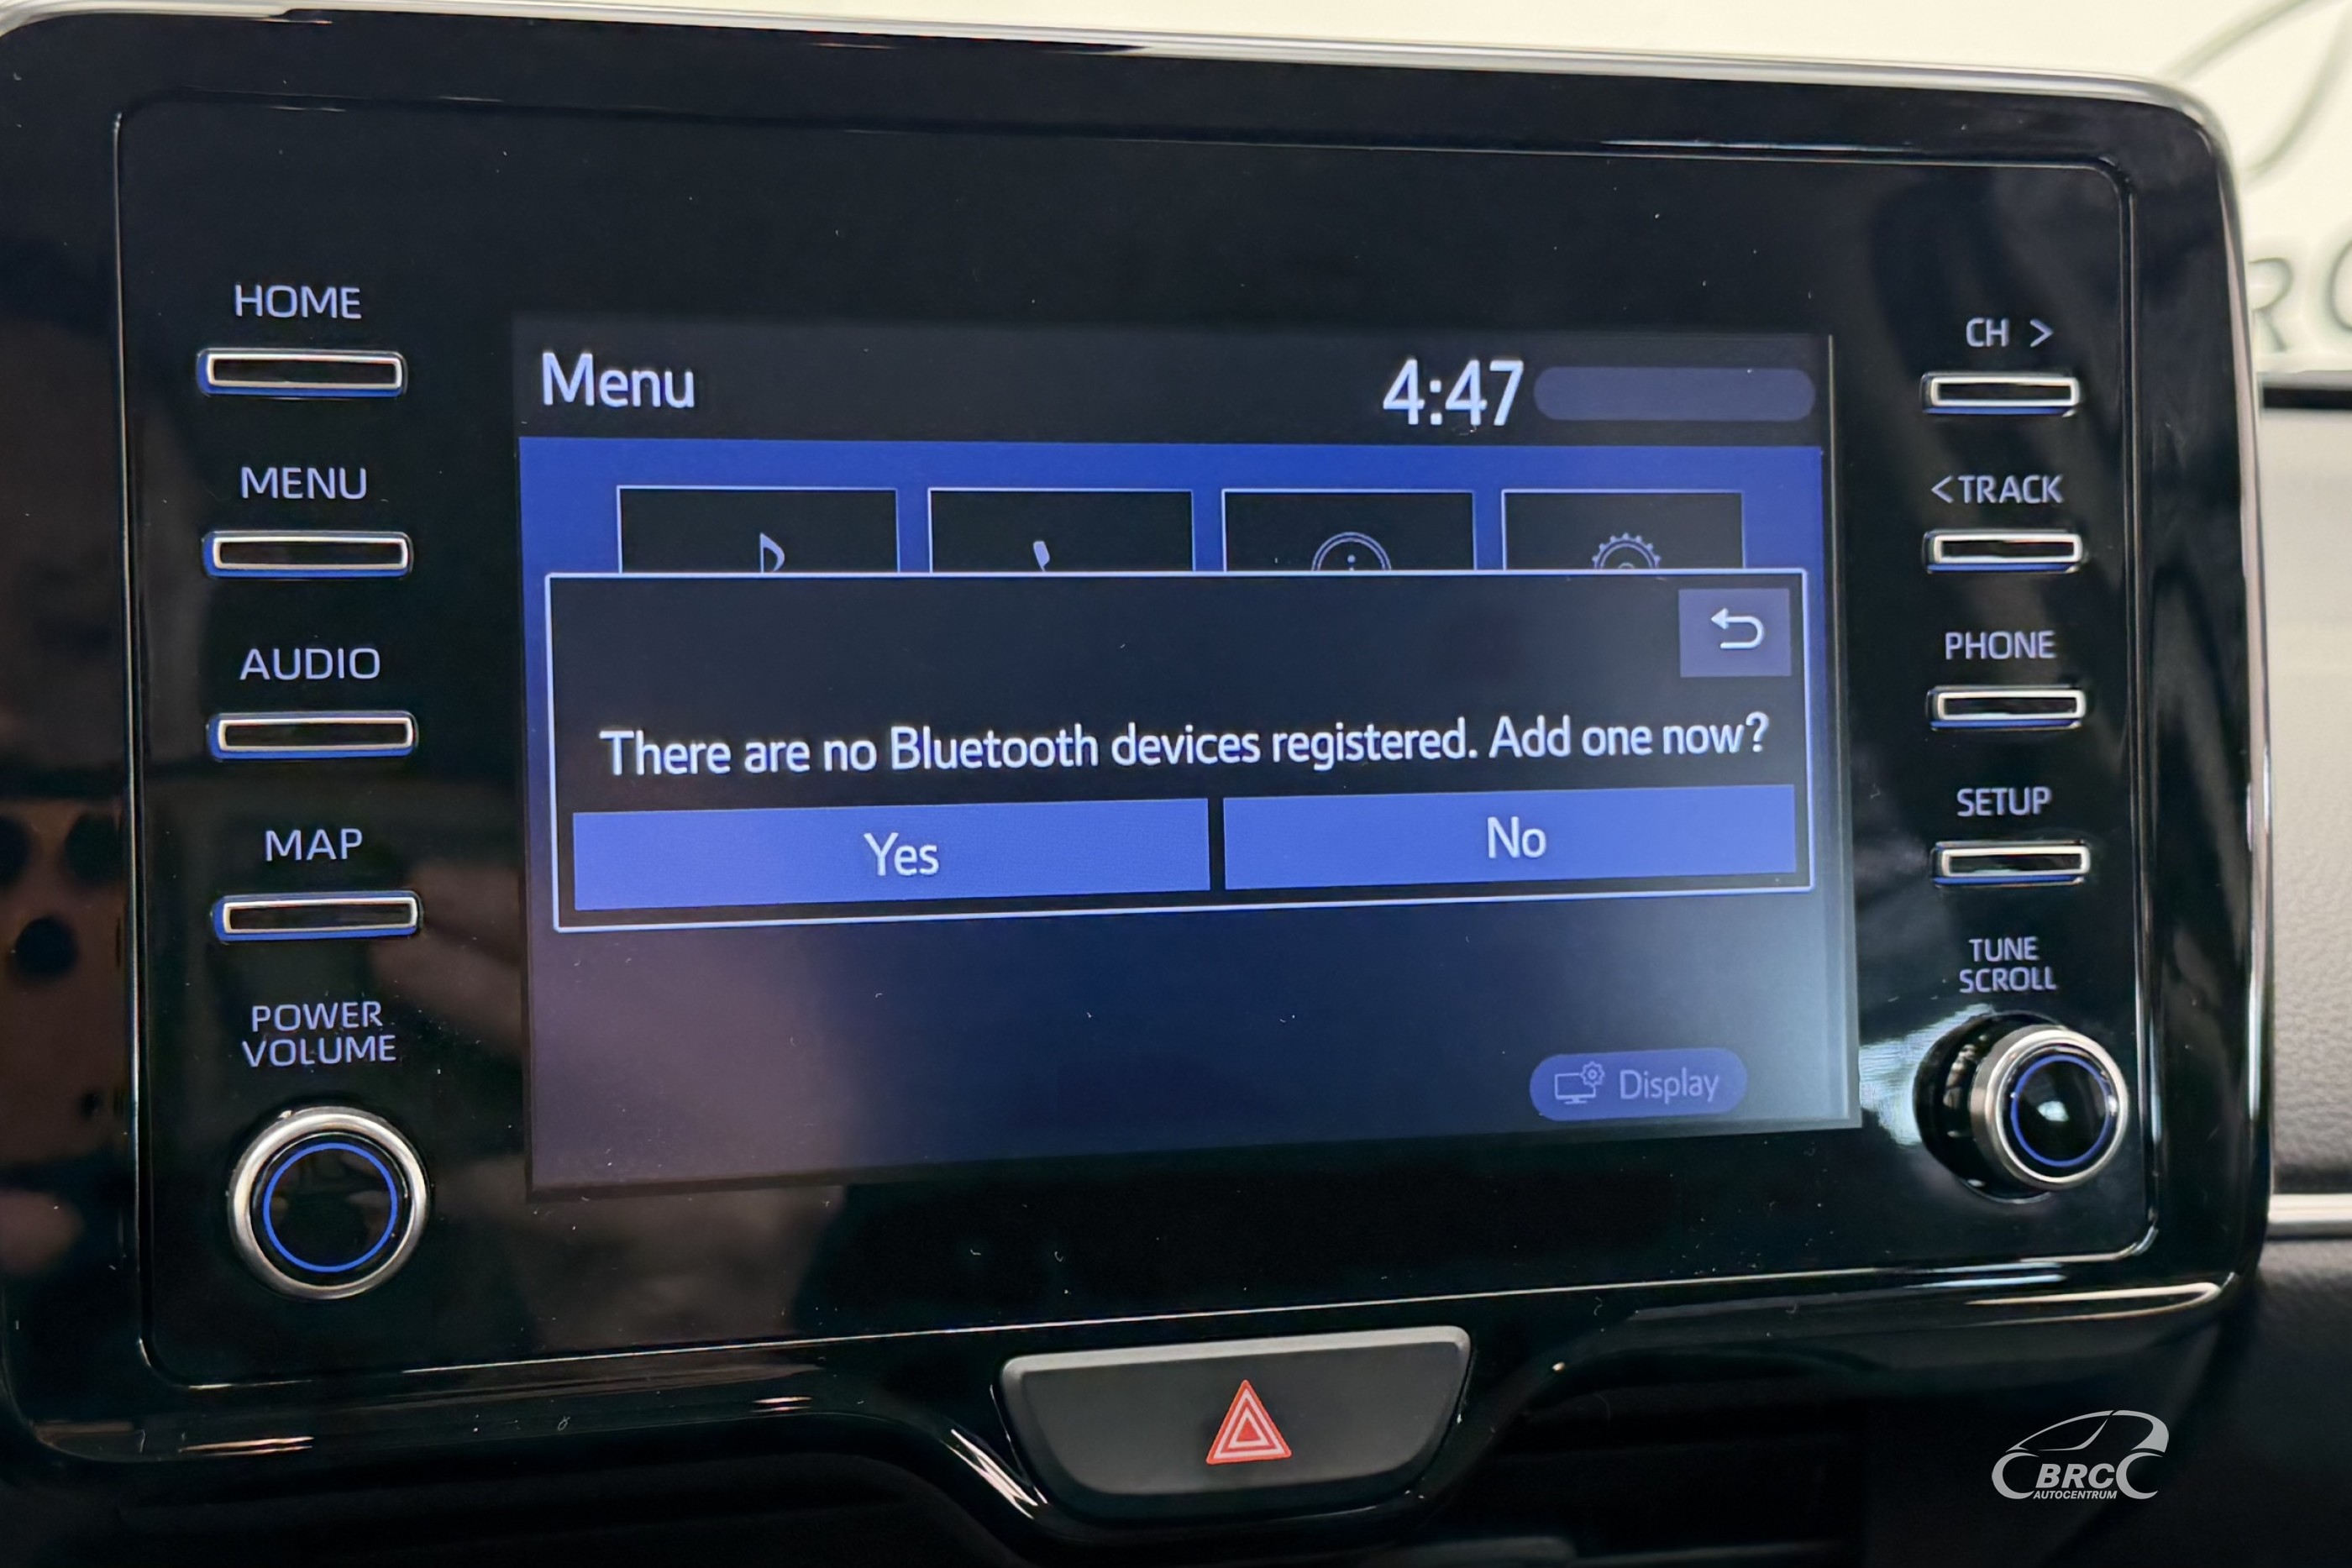 HOME
MENU
AUDIO
MAP
POWER
VOLUME
Menu
4:47
There are no Bluetooth devices registered. Add one now?
Yes
No
Display
CH >
< TRACK
PHONE
SETUP
TUNE
SCROLL
R
BRC
AUTOCENTRUM